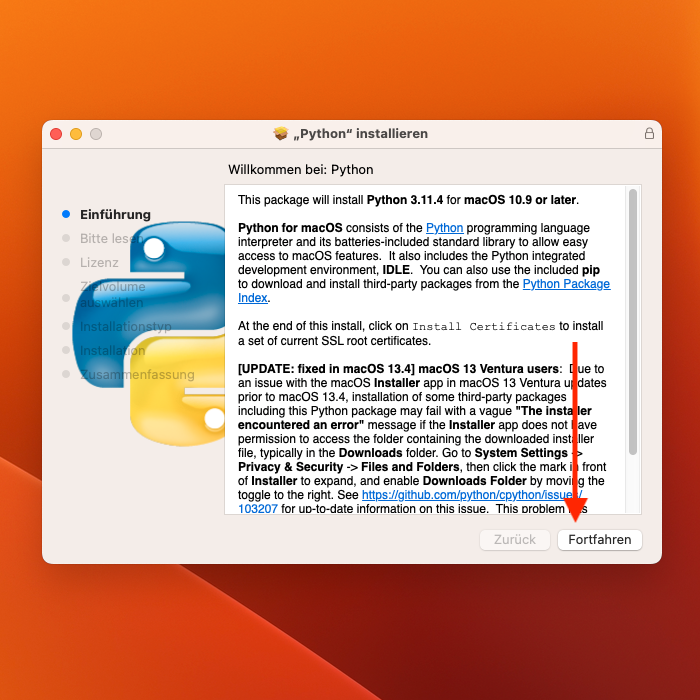 „Python“ installieren
Willkommen bei: Python
Einführung
Bitte lesen
Lizenz
Zielvolume
auswählen
Installationstyp
Installation
Zusammenfassung
This package will install Python 3.11.4 for macOS 10.9 or later.
Python for macOS consists of the Python programming language
interpreter and its batteries-included standard library to allow easy
access to macOS features.  It also includes the Python integrated
development environment, IDLE.  You can also use the included pip
to download and install third-party packages from the Python Package
Index.
At the end of this install, click on Install Certificates to install
a set of current SSL root certificates.
[UPDATE: fixed in macOS 13.4] macOS 13 Ventura users:  Due to
an issue with the macOS Installer app in macOS 13 Ventura updates
prior to macOS 13.4, installation of some third-party packages
including this Python package may fail with a vague "The installer
encountered an error" message if the Installer app does not have
permission to access the folder containing the downloaded installer
file, typically in the Downloads folder. Go to System Settings ->
Privacy & Security -> Files and Folders, then click the mark in front
of Installer to expand, and enable Downloads Folder by moving the
toggle to the right. See https://github.com/python/cpython/issues/
103207 for up-to-date information on this issue.  This problem has
Zurück
Fortfahren